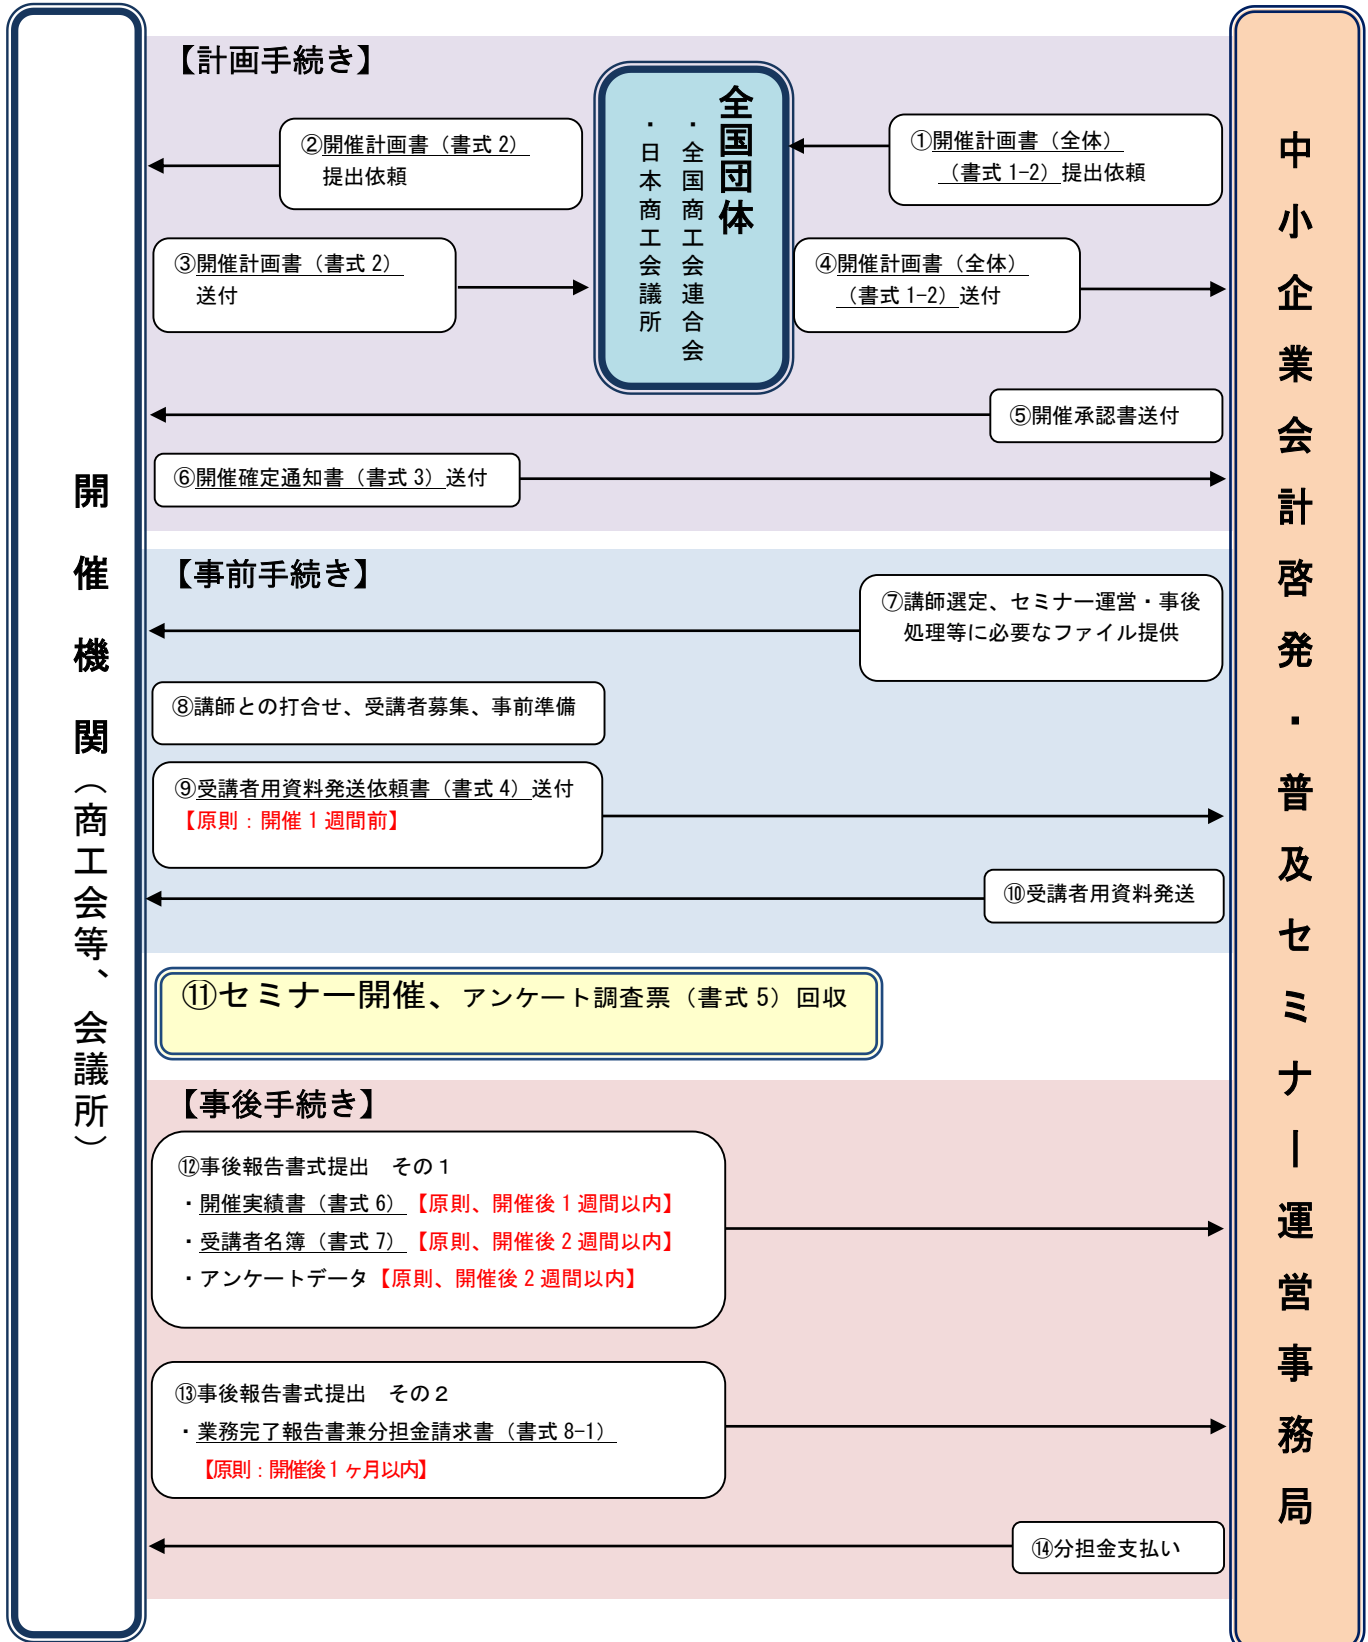 【計画手続き】
全国団体
・全国商工会連合会
・日本商工会議所
①開催計画書（全体）
（書式 1-2）提出依頼
②開催計画書（書式 2）
提出依頼
③開催計画書（書式 2）
送付
④開催計画書（全体）
（書式 1-2）送付
⑤開催承認書送付
⑥開催確定通知書（書式 3）送付
【事前手続き】
⑦講師選定、セミナー運営・事後
処理等に必要なファイル提供
⑧講師との打合せ、受講者募集、事前準備
⑨受講者用資料発送依頼書（書式 4）送付
【原則：開催 1 週間前】
⑩受講者用資料発送
⑪セミナー開催、アンケート調査票（書式 5）回収
【事後手続き】
⑫事後報告書式提出　その１
・開催実績書（書式 6）【原則、開催後 1 週間以内】
・受講者名簿（書式 7）【原則、開催後 2 週間以内】
・アンケートデータ【原則、開催後 2 週間以内】
⑬事後報告書式提出　その２
・業務完了報告書兼分担金請求書（書式 8-1）
【原則：開催後 1 ヶ月以内】
⑭分担金支払い
開催機関（商工会等、会議所）
中小企業会計啓発・普及セミナー運営事務局